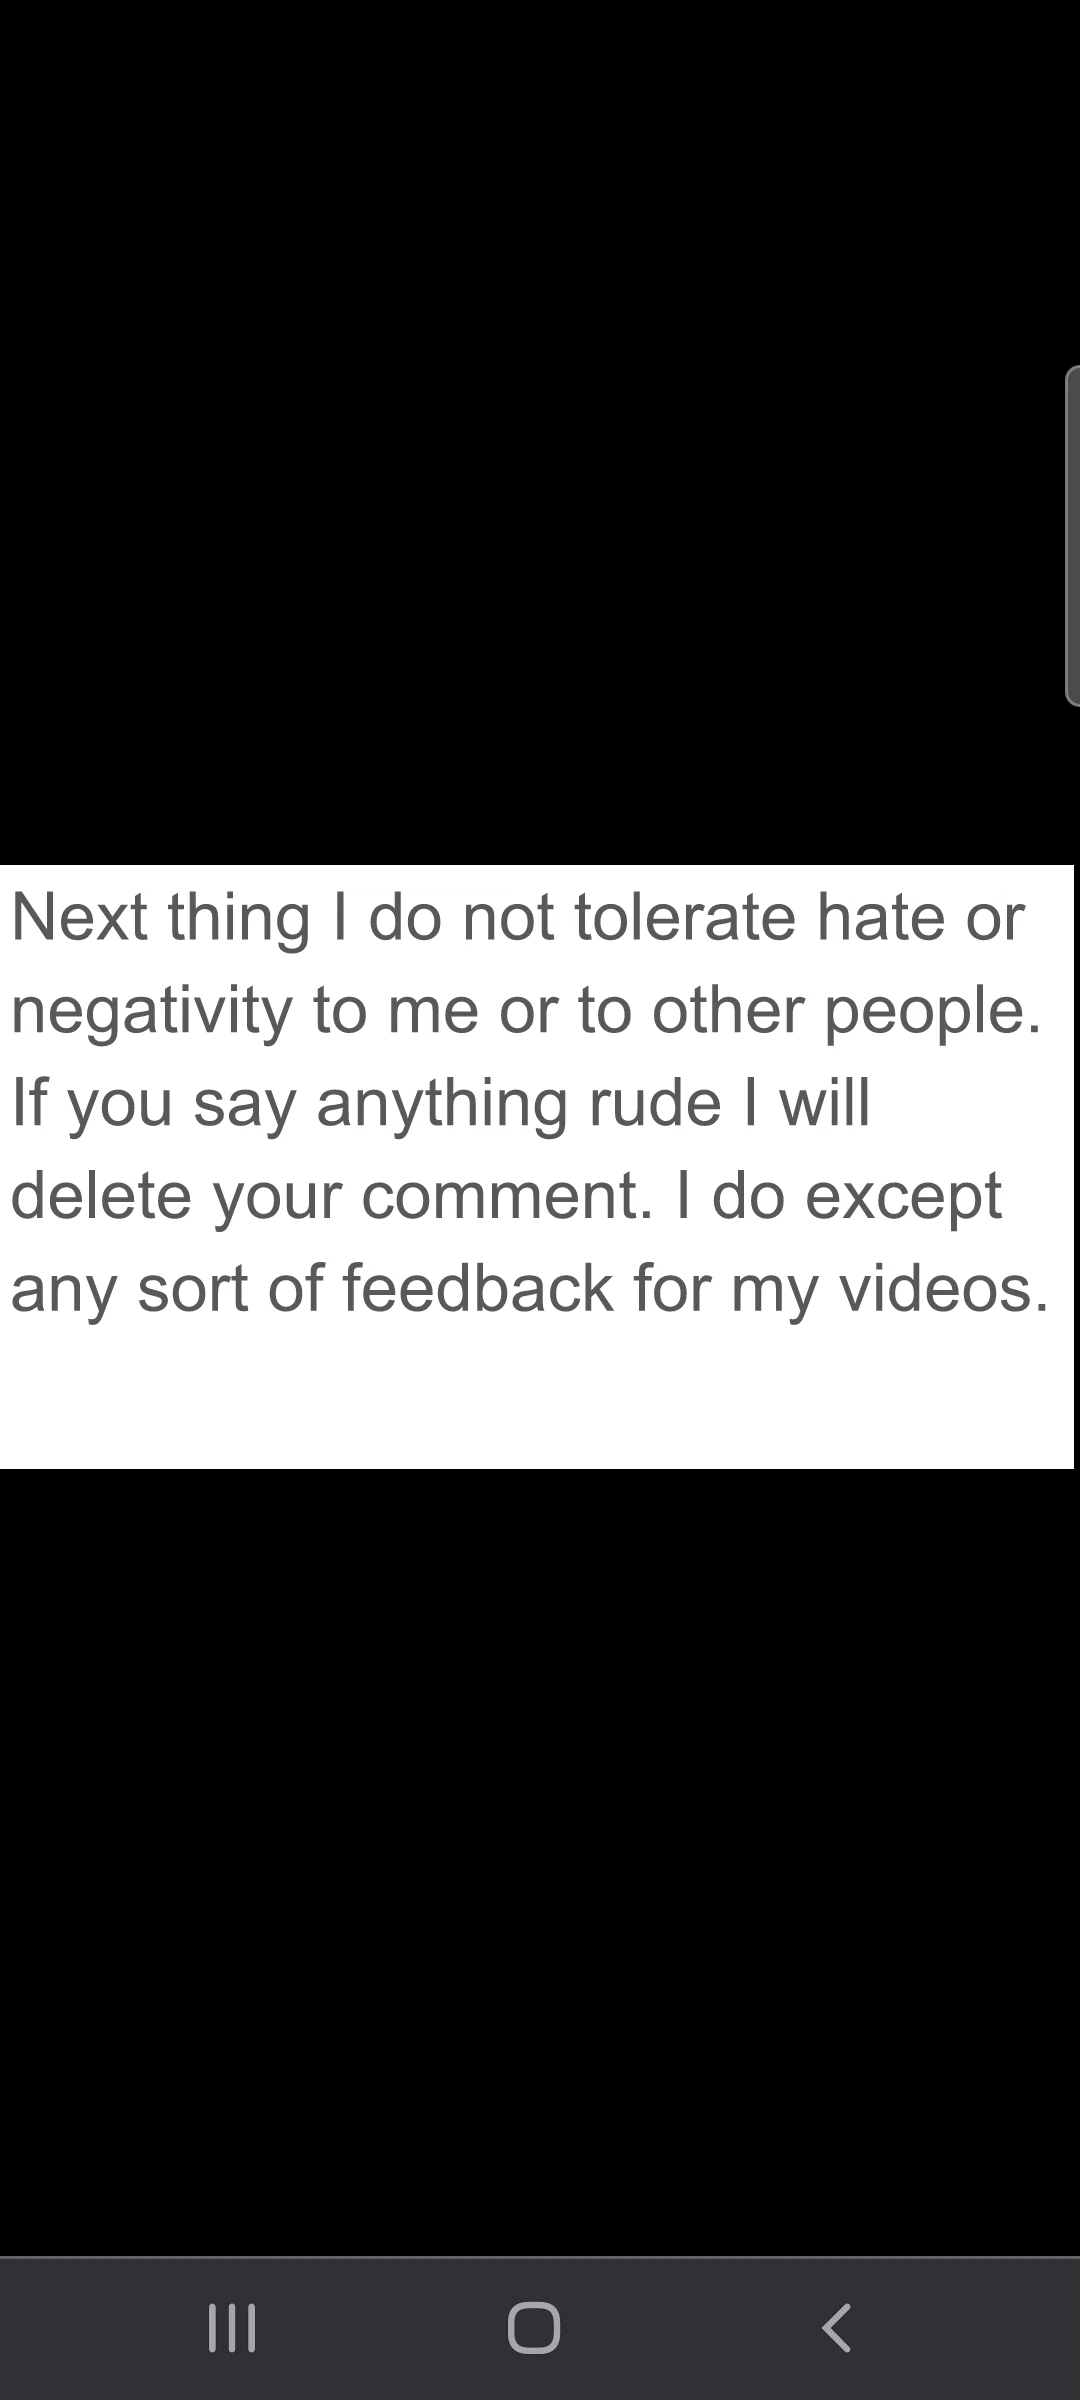 Next thing I do not tolerate hate or
negativity to me or to other people.
If you say anything rude I will
delete your comment. I do except
any sort of feedback for my videos.